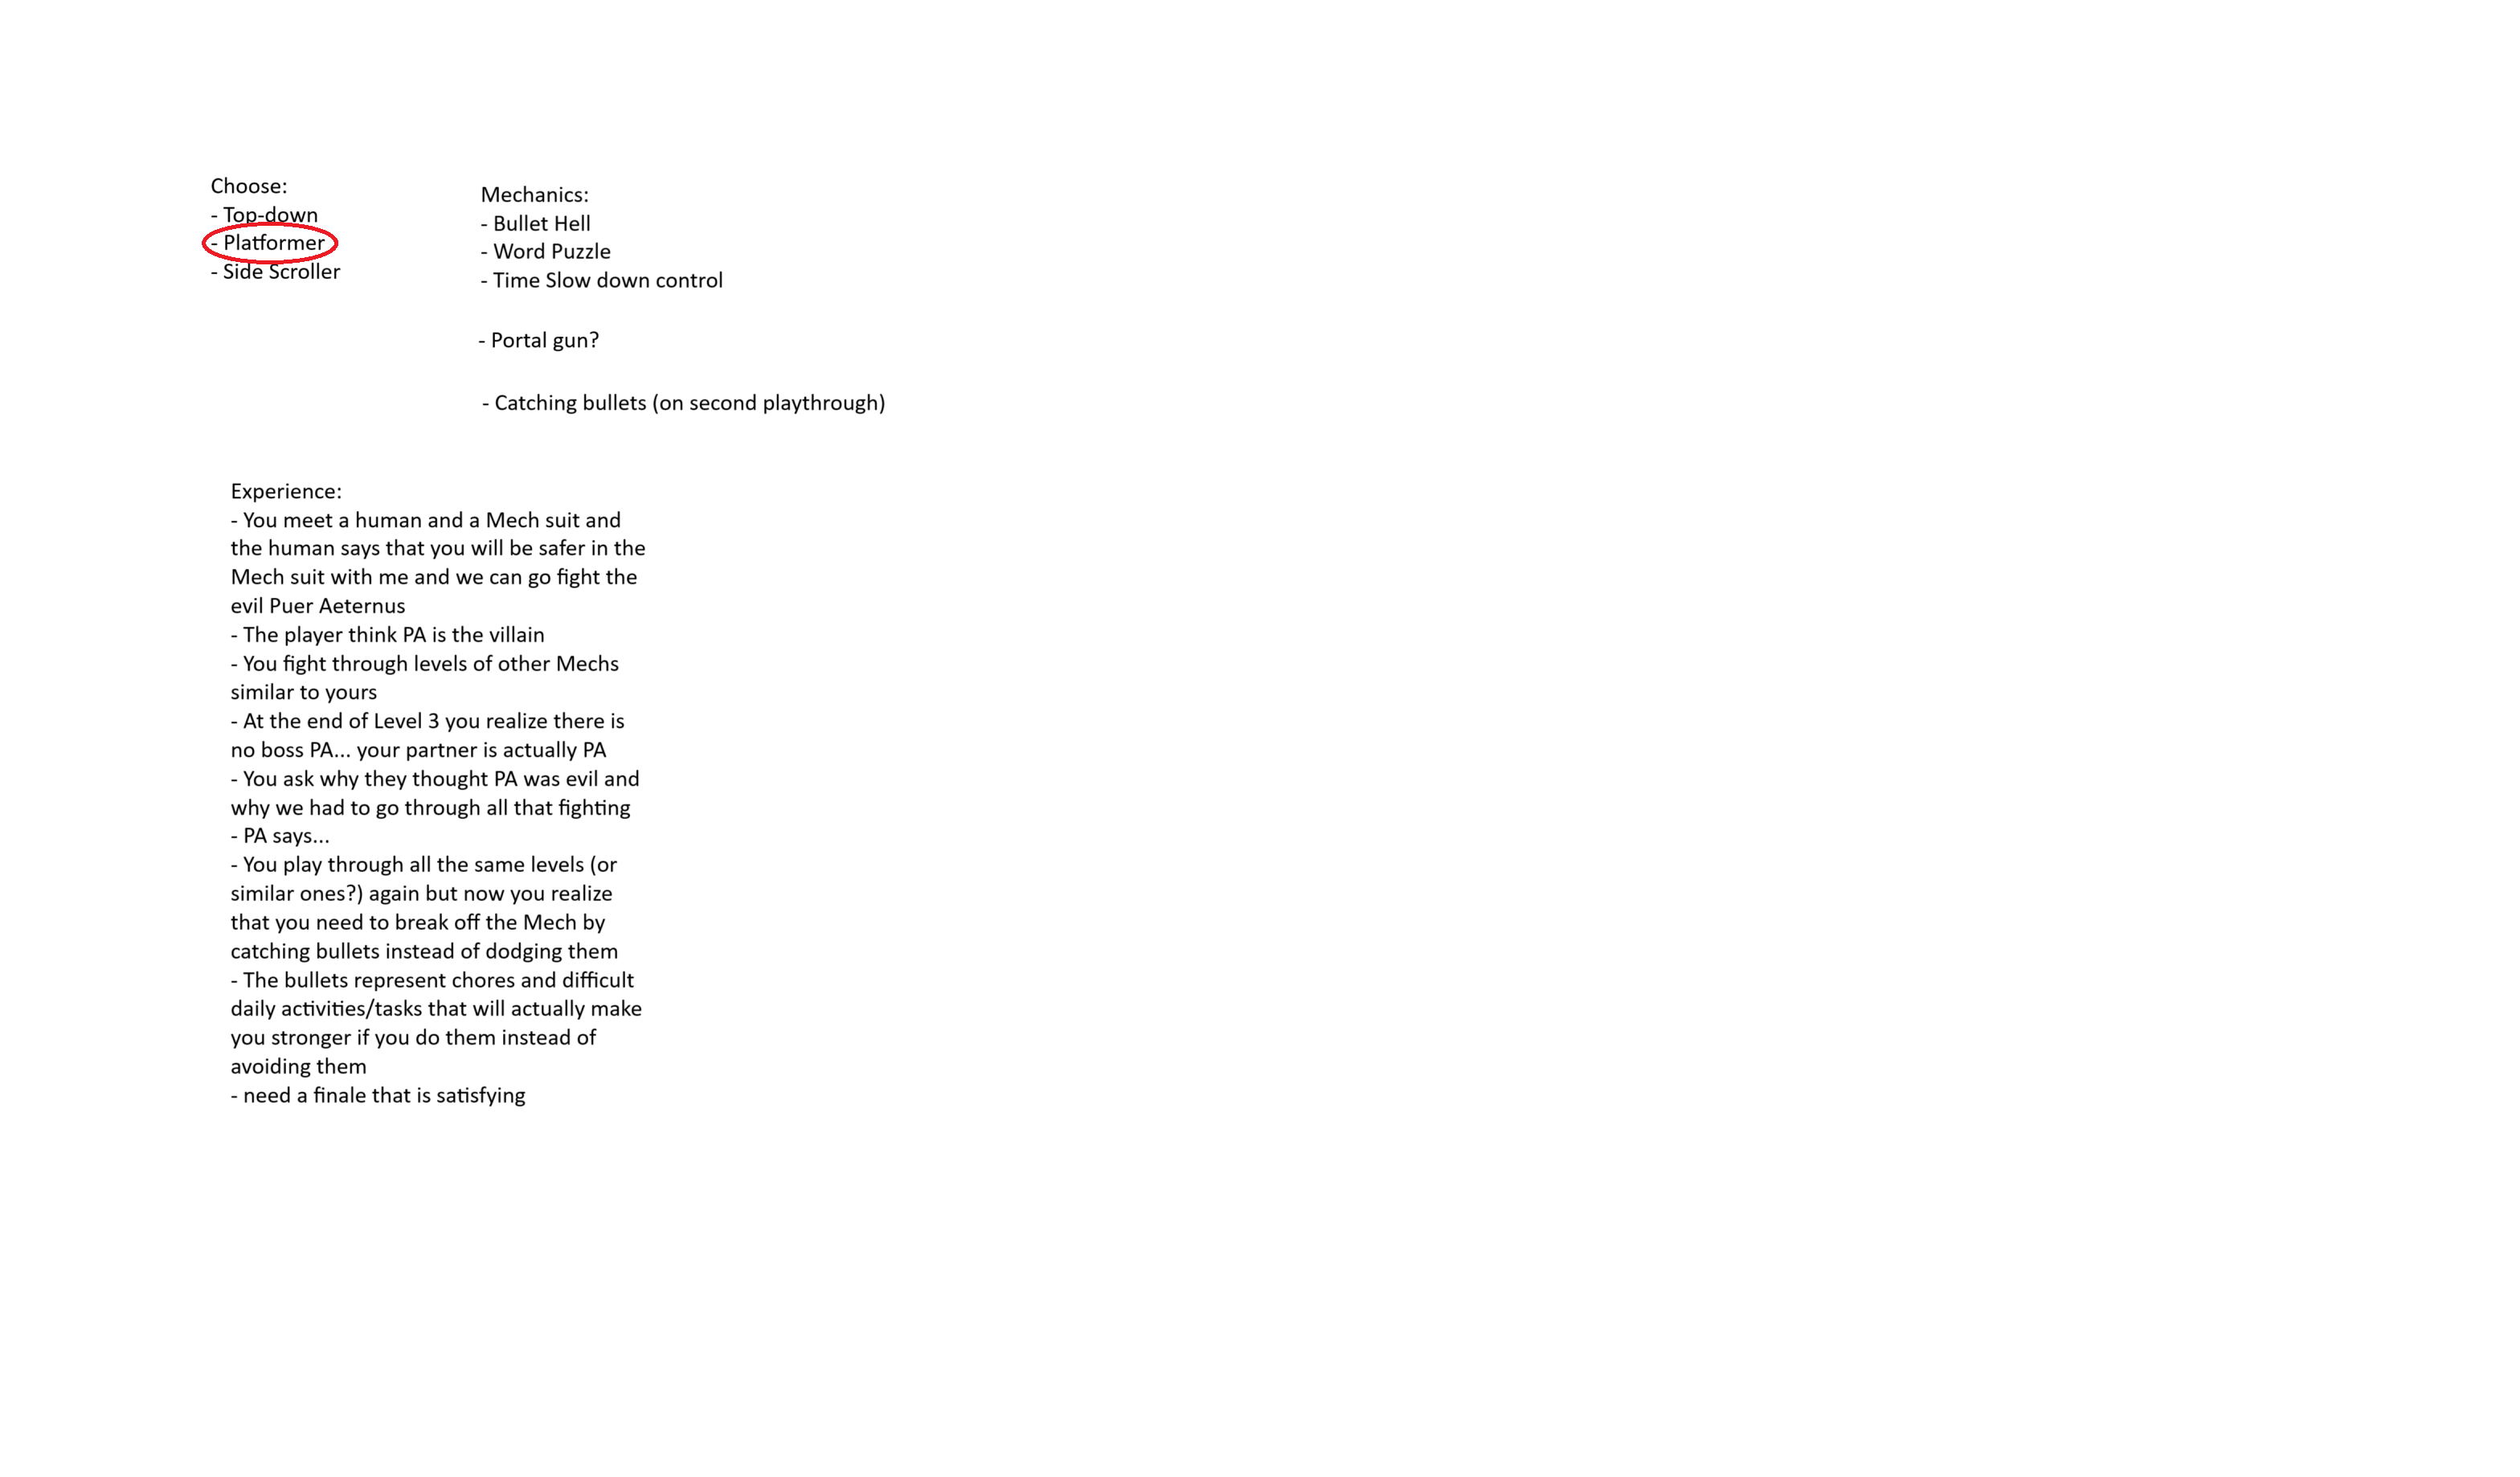 Choose:
- Top-down
- Platformer
- Side Scroller
Mechanics:
- Bullet Hell
- Word Puzzle
- Time Slow down control
- Portal gun?
- Catching bullets (on second playthrough)
Experience:
- You meet a human and a Mech suit and
the human says that you will be safer in the
Mech suit with me and we can go fight the
evil Puer Aeternus
- The player think PA is the villain
- You fight through levels of other Mechs
similar to yours
- At the end of Level 3 you realize there is
no boss PA... your partner is actually PA
- You ask why they thought PA was evil and
why we had to go through all that fighting
- PA says...
- You play through all the same levels (or
similar ones?) again but now you realize
that you need to break off the Mech by
catching bullets instead of dodging them
- The bullets represent chores and difficult
daily activities/tasks that will actually make
you stronger if you do them instead of
avoiding them
- need a finale that is satisfying